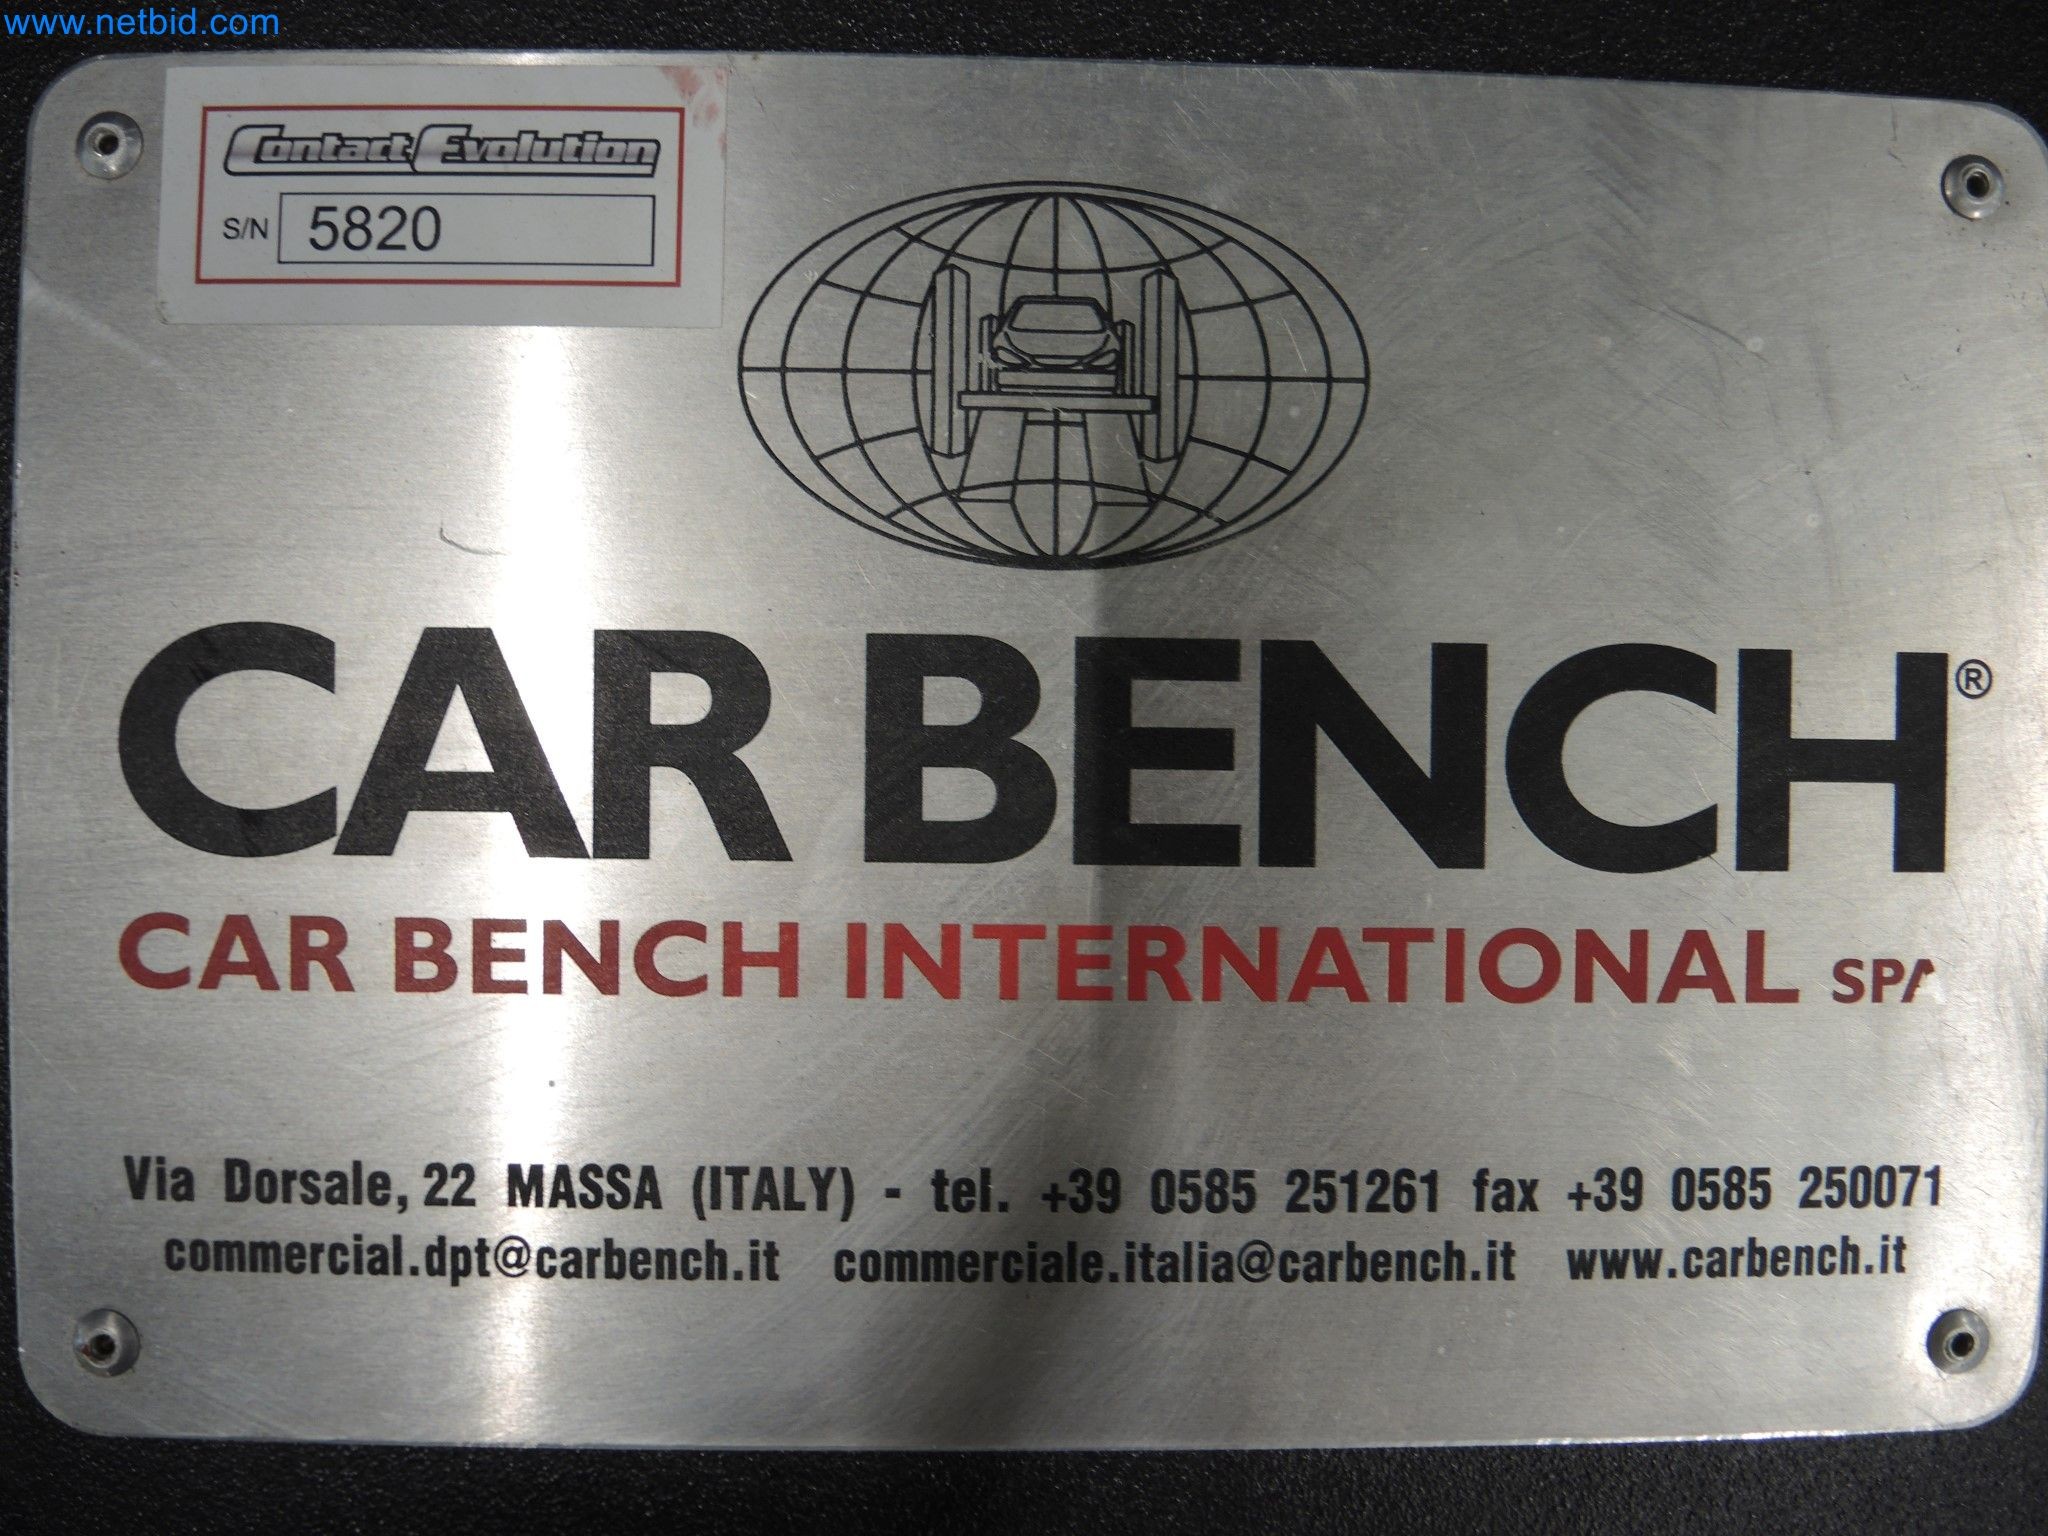 www.netbid.com
Contact Evolution
S/N 5820
CAR BENCH®
CAR BENCH INTERNATIONAL SPA
Via Dorsale, 22 MASSA (ITALY) - tel. +39 0585 251261 fax +39 0585 250071
commercial.dpt@carbench.it commerciale.italia@carbench.it www.carbench.it